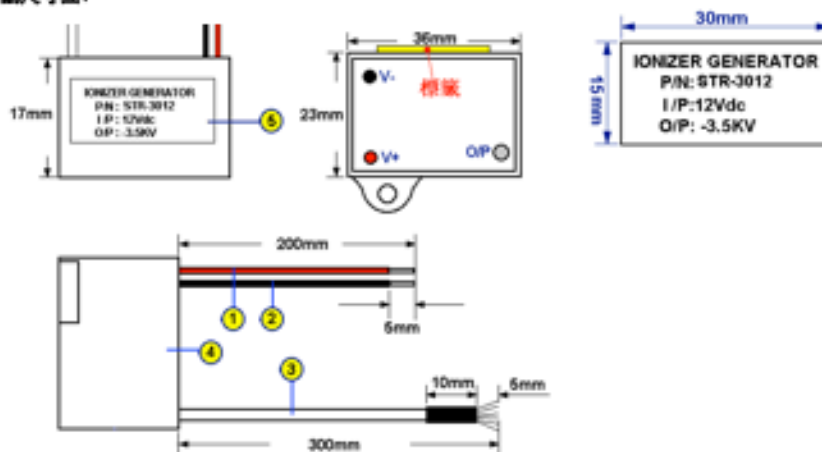 17mm
IONIZER GENERATOR
P/N: STR-3012
I/P: 12Vdc
O/P: -3.5KV
5
36mm
V-
標籤
23mm
V+
O/P
30mm
15mm
IONIZER GENERATOR
P/N: STR-3012
I/P:12Vdc
O/P: -3.5KV
200mm
1
2
5mm
4
3
10mm
5mm
300mm